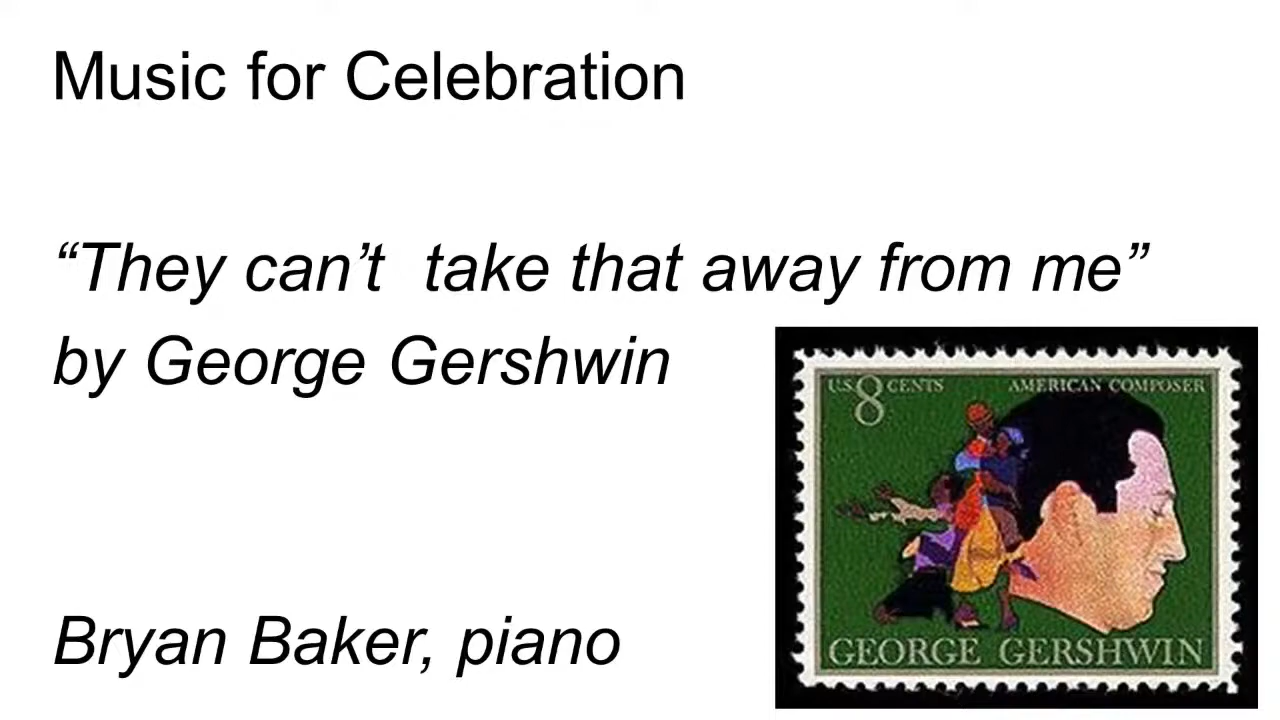 Music for Celebration
“They can’t  take that away from me”
by George Gershwin
U.S. 8 CENTS AMERICAN COMPOSER
GEORGE GERSHWIN
Bryan Baker, piano